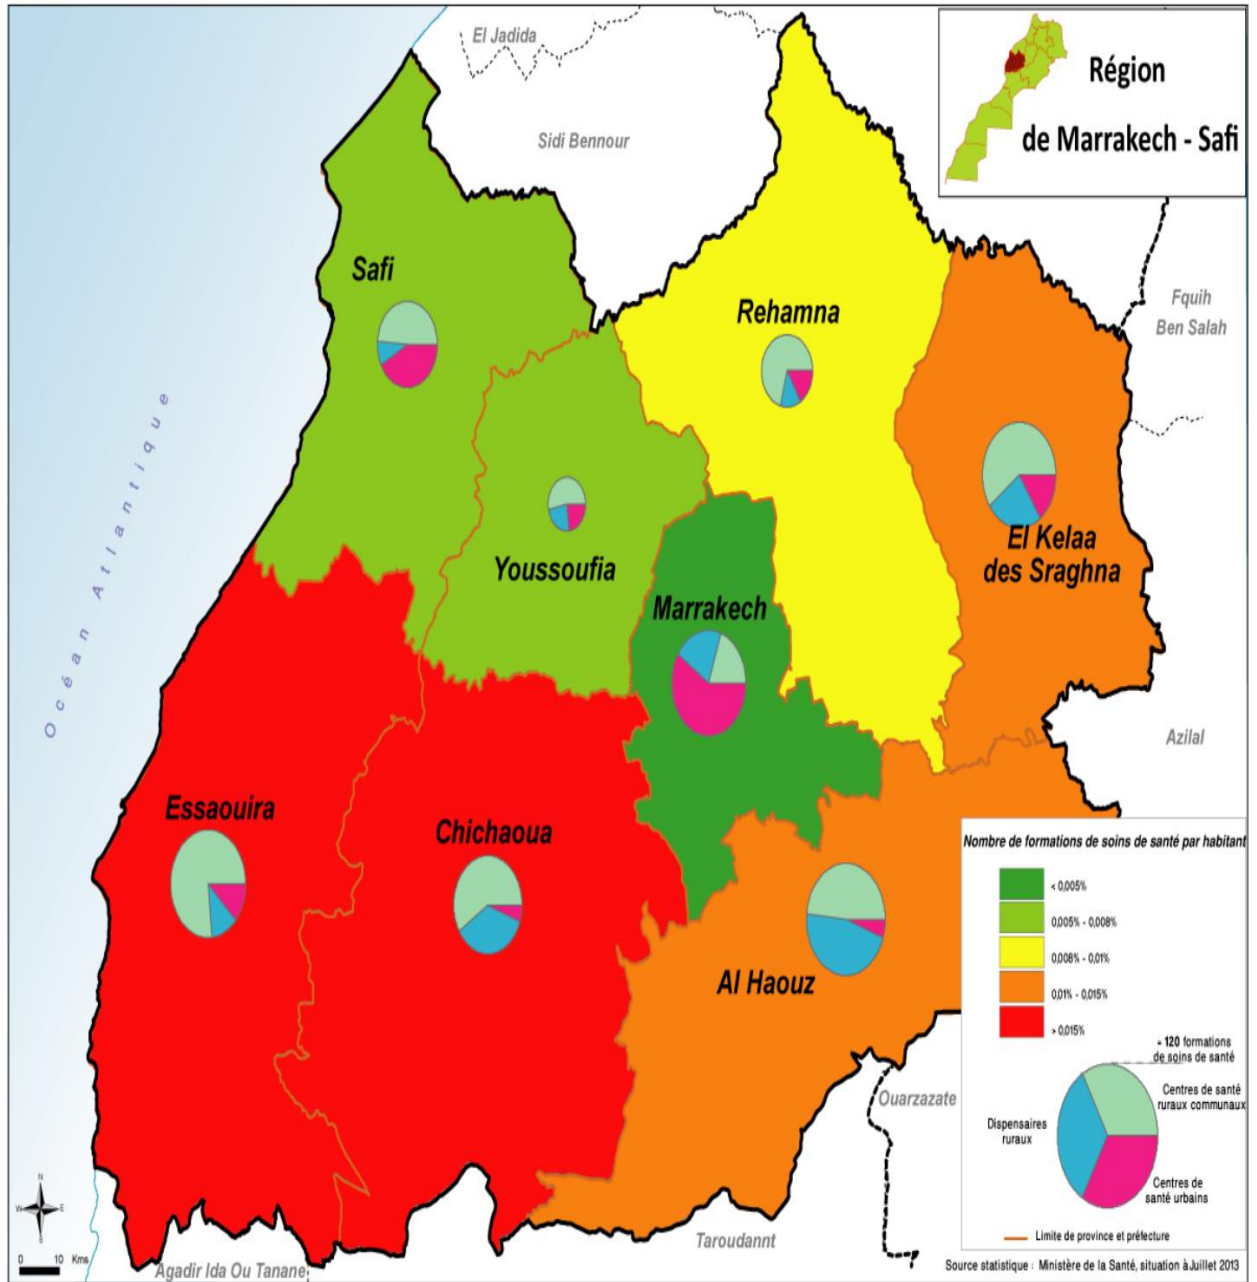 El Jadida
Sidi Bennour
Région
de Marrakech - Safi
Safi
Rehamna
Fquih
Ben Salah
Océan Atlantique
El Kelaa
des Sraghna
Youssoufia
Marrakech
Azilal
Essaouira
Chichaoua
Al Haouz
Nombre de formations de soins de santé par habitant
< 0,005%
0,005% - 0,008%
0,008% - 0,01%
0,01% - 0,015%
> 0,015%
= 120 formations
de soins de santé
Centres de santé
ruraux communaux
Dispensaires
ruraux
Centres de
santé urbains
Limite de province et préfecture
Ouarzazate
Taroudannt
Agadir Ida Ou Tanane
N
W
E
S
0 10 Kms
Source statistique : Ministère de la Santé, situation à Juillet 2013